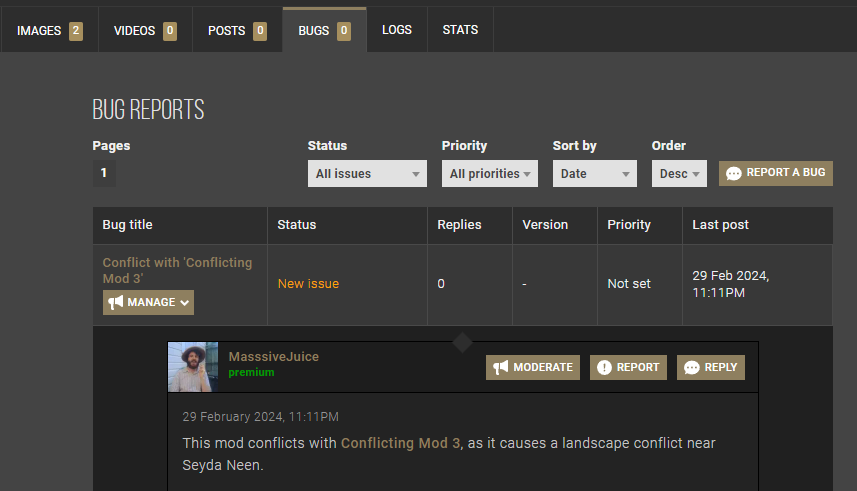 IMAGES 2 VIDEOS 0 POSTS 0 BUGS 0 LOGS STATS
BUG REPORTS
Pages Status Priority Sort by Order
1 All issues All priorities Date Desc REPORT A BUG
Bug title Status Replies Version Priority Last post
Conflict with 'Conflicting
Mod 3'
MANAGE
New issue 0 - Not set
29 Feb 2024,
11:11PM
MasssiveJuice
premium
MODERATE REPORT REPLY
29 February 2024, 11:11PM
This mod conflicts with Conflicting Mod 3, as it causes a landscape conflict near
Seyda Neen.